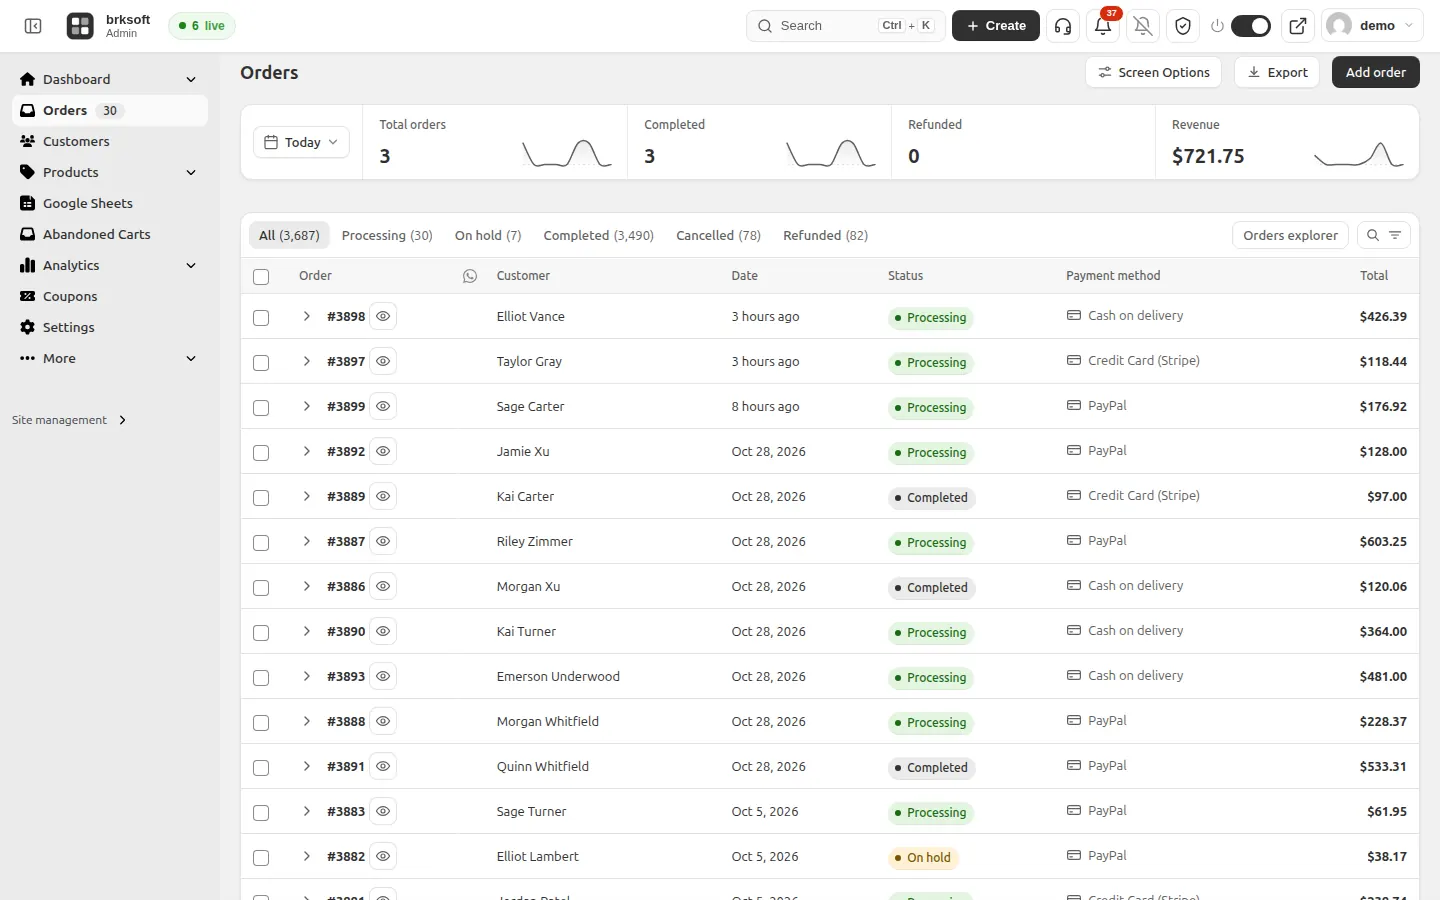 brksoft
Admin
6 live
Search
Ctrl + K
+ Create
37
demo
Dashboard
Orders 30
Customers
Products
Google Sheets
Abandoned Carts
Analytics
Coupons
Settings
More
Site management
Orders
Screen Options
Export
Add order
Today
Total orders
3
Completed
3
Refunded
0
Revenue
$721.75
All (3,687) Processing (30) On hold (7) Completed (3,490) Cancelled (78) Refunded (82)
Orders explorer
Order Customer Date Status Payment method Total
#3898 Elliot Vance 3 hours ago Processing Cash on delivery $426.39
#3897 Taylor Gray 3 hours ago Processing Credit Card (Stripe) $118.44
#3899 Sage Carter 8 hours ago Processing PayPal $176.92
#3892 Jamie Xu Oct 28, 2026 Processing PayPal $128.00
#3889 Kai Carter Oct 28, 2026 Completed Credit Card (Stripe) $97.00
#3887 Riley Zimmer Oct 28, 2026 Processing PayPal $603.25
#3886 Morgan Xu Oct 28, 2026 Completed Cash on delivery $120.06
#3890 Kai Turner Oct 28, 2026 Processing Cash on delivery $364.00
#3893 Emerson Underwood Oct 28, 2026 Processing Cash on delivery $481.00
#3888 Morgan Whitfield Oct 28, 2026 Processing PayPal $228.37
#3891 Quinn Whitfield Oct 28, 2026 Completed PayPal $533.31
#3883 Sage Turner Oct 5, 2026 Processing PayPal $61.95
#3882 Elliot Lambert Oct 5, 2026 On hold PayPal $38.17